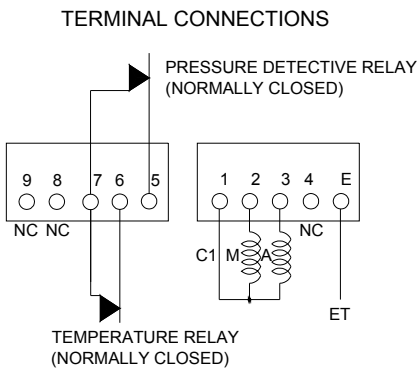 TERMINAL CONNECTIONS
PRESSURE DETECTIVE RELAY
(NORMALLY CLOSED)
9 8 7 6 5
1 2 3 4 E
NC NC
NC
C1 M A
ET
TEMPERATURE RELAY
(NORMALLY CLOSED)